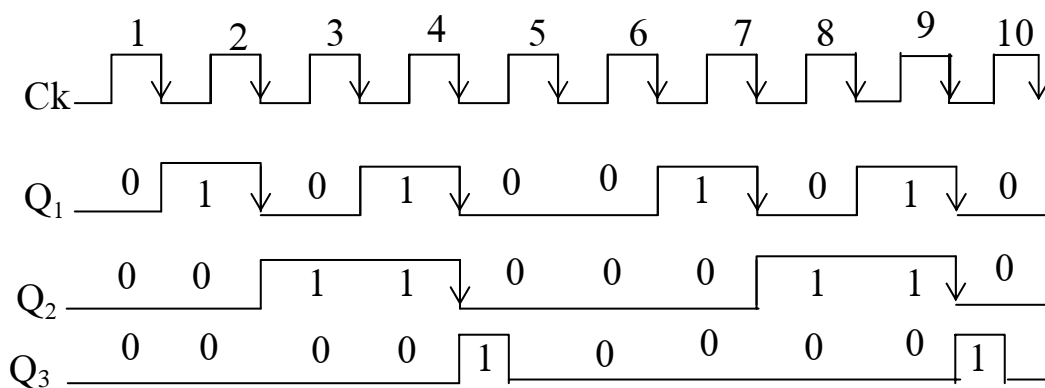 1 2 3 4 5 6 7 8 9 10
Ck
Q₁ 0 1 0 1 0 0 1 0 1 0
Q₂ 0 0 1 1 0 0 0 1 1 0
Q₃ 0 0 0 0 1 0 0 0 0 1